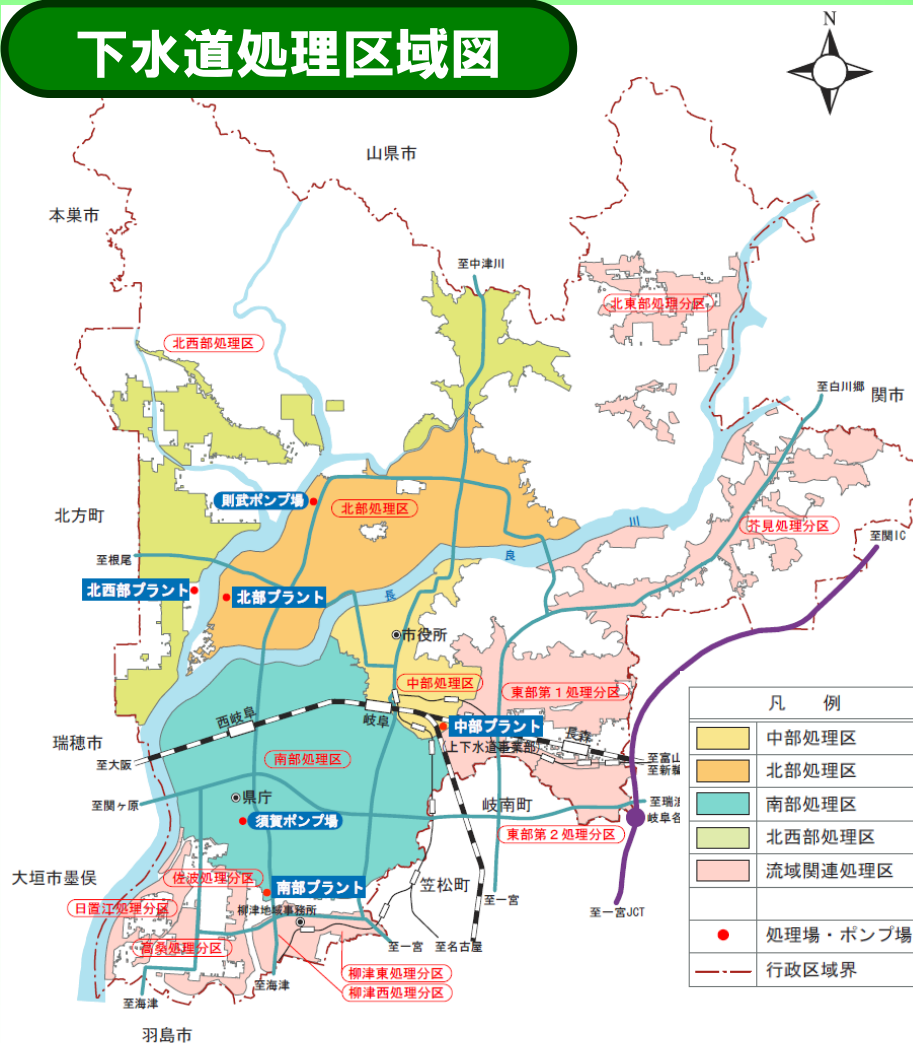 下水道処理区域図
N
山県市
本巣市
至中津川
北東部処理分区
北西部処理区
至白川郷
関市
則武ポンプ場
北部処理区
北方町
川
芥見処理分区
至関IC
良
至根尾
北西部プラント
北部プラント
長
市役所
中部処理区
東部第1処理分区
凡 例
中部処理区
北部処理区
南部処理区
北西部処理区
流域関連処理区
処理場・ポンプ場
行政区域界
西岐阜
岐阜
中部プラント
長森
上下水道事業部
瑞穂市
至大阪
南部処理区
至富山
至関ヶ原
県庁
岐南町
須賀ポンプ場
東部第2処理分区
大垣市墨俣
佐波処理分区
南部プラント
笠松町
日置江処理分区
柳津地域事務所
至一宮
至一宮JCT
高桑処理分区
至一宮
至名古屋
柳津東処理分区
至海津
柳津西処理分区
至海津
羽島市